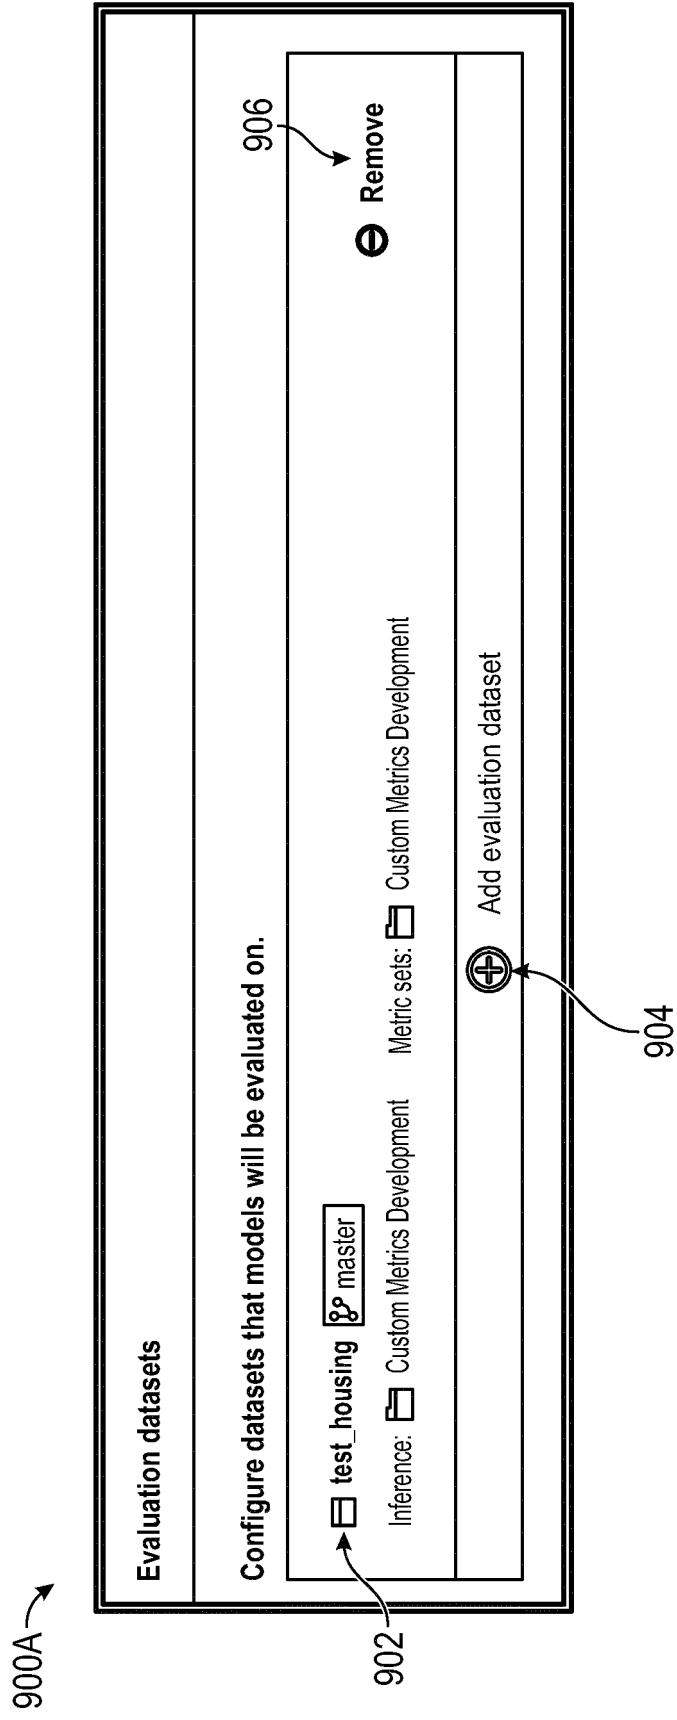 900A
Evaluation datasets
Configure datasets that models will be evaluated on.
906
test_housing master
Remove
Inference: Custom Metrics Development Metric sets: Custom Metrics Development
902
Add evaluation dataset
904